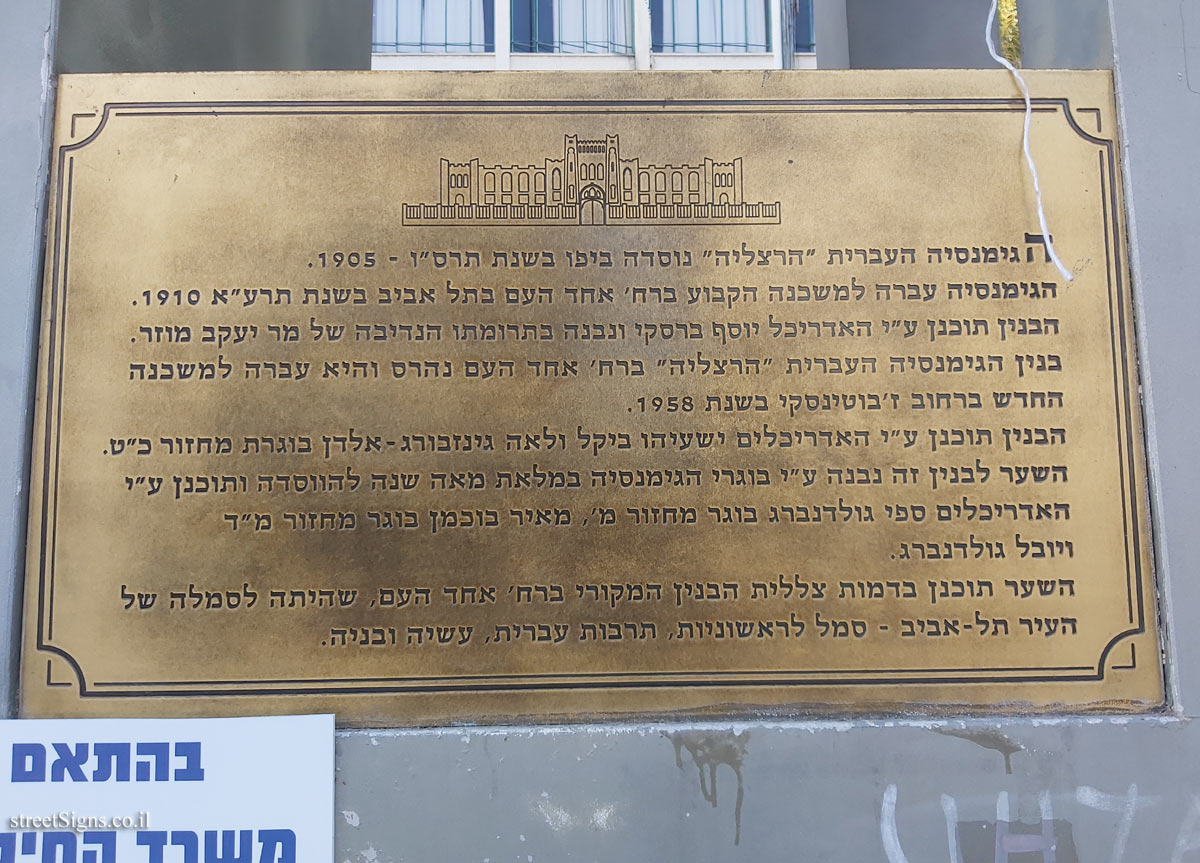 הגימנסיה העברית "הרצליה" נוסדה ביפו בשנת תרס"ו - 1905.
הגימנסיה עברה למשכנה הקבוע ברח׳ אחד העם בתל אביב בשנת תרע"א 1910.
הבנין תוכנן ע"י האדריכל יוסף ברסקי ונבנה בתרומתו הנדיבה של מר יעקב מוזר.
בנין הגימנסיה העברית "הרצליה" ברח׳ אחד העם נהרס והיא עברה למשכנה
החדש ברחוב ז׳בוטינסקי בשנת 1958.
הבנין תוכנן ע"י האדריכלים ישעיהו ביקל ולאה גינזבורג-אלדן בוגרת מחזור כ"ט.
השער לבנין זה נבנה ע"י בוגרי הגימנסיה במלאת מאה שנה להווסדה ותוכנן ע"י
האדריכלים ספי גולדנברג בוגר מחזור מ׳, מאיר בוכמן בוגר מחזור מ"ד
ויובל גולדנברג.
השער תוכנן בדמות צללית הבנין המקורי ברח׳ אחד העם, שהיתה לסמלה של
העיר תל-אביב - סמל לראשוניות, תרבות עברית, עשיה ובניה.
בהתאם
משרד
streetSigns.co.il